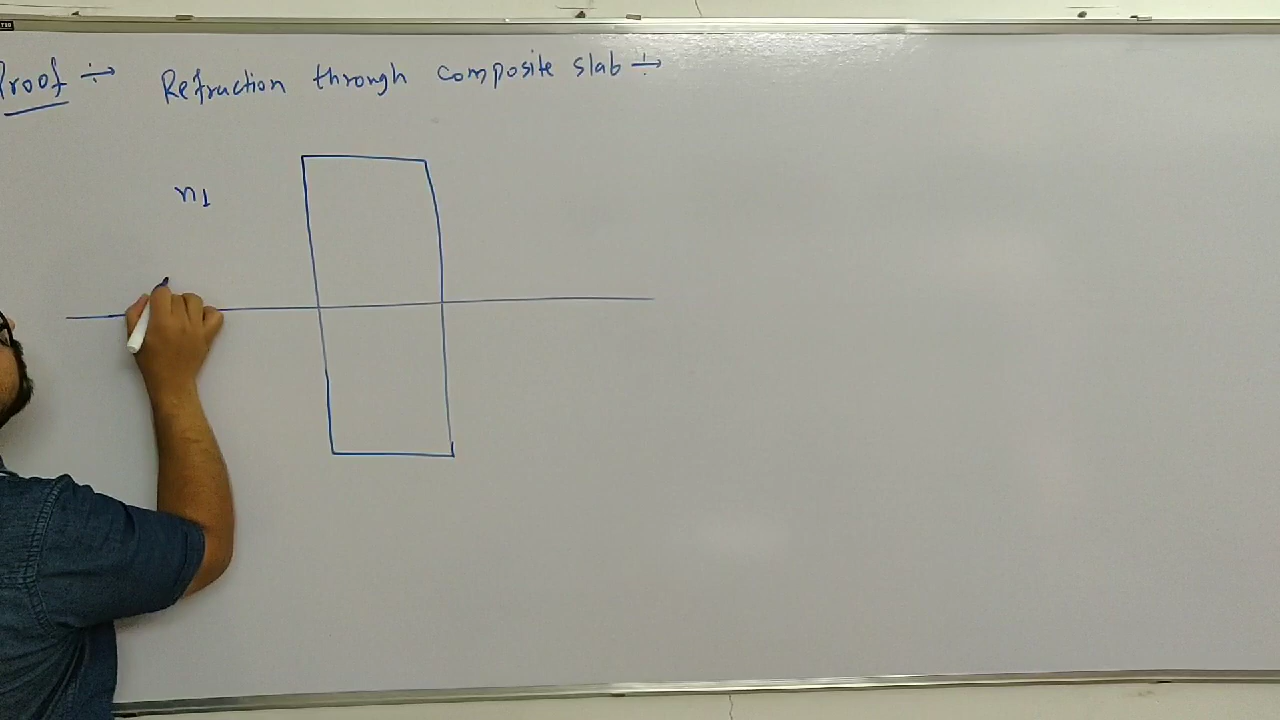 Proof ÷→ Refraction through composite slab ÷→
n1